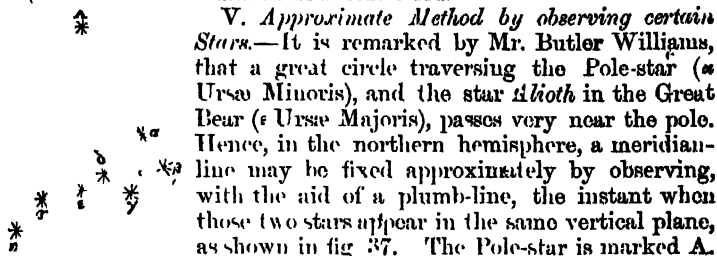 V. Approximate Method by observing certain
Stars.—It is remarked by Mr. Butler Williams,
that a great circle traversing the Pole-star (α
Ursæ Minoris), and the star Alioth in the Great
Bear (ε Ursæ Majoris), passes very near the pole.
Hence, in the northern hemisphere, a meridian-
line may be fixed approximately by observing,
with the aid of a plumb-line, the instant when
those two stars appear in the same vertical plane,
as shown in fig 37. The Pole-star is marked A.
A
α
δ
β
ε
γ